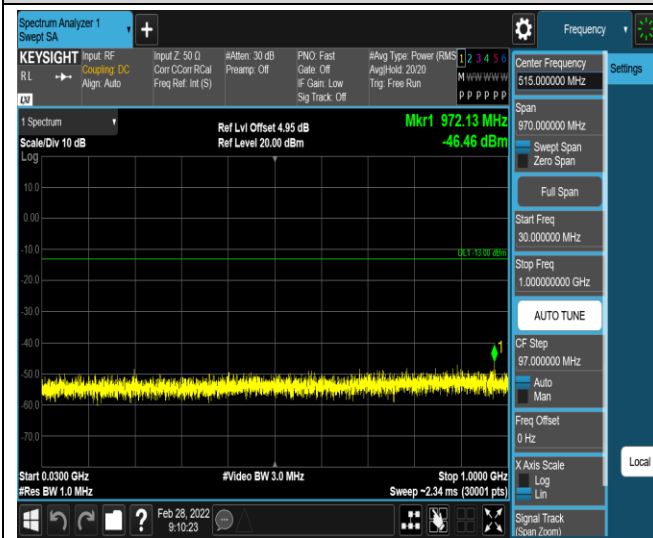 Spectrum Analyzer 1
Swept SA
Frequency
KEYSIGHT
RL
LXI
Input: RF
Coupling: DC
Align: Auto
Input Z: 50 Ω
Corr CCorr RCal
Freq Ref: Int (S)
#Atten: 30 dB
Preamp: Off
PNO: Fast
Gate: Off
IF Gain: Low
Sig Track: Off
#Avg Type: Power (RMS
Avg|Hold: 20/20
Trig: Free Run
1 2 3 4 5 6
M W W W W W
P P P P P P
Center Frequency
515.000000 MHz
Settings
Span
970.000000 MHz
Swept Span
Zero Span
Full Span
Start Freq
30.000000 MHz
Stop Freq
1.000000000 GHz
AUTO TUNE
CF Step
97.000000 MHz
Auto
Man
Freq Offset
0 Hz
X Axis Scale
Log
Lin
Local
Signal Track
(Span Zoom)
1 Spectrum
Scale/Div 10 dB
Log
Ref Lvl Offset 4.95 dB
Ref Level 20.00 dBm
Mkr1 972.13 MHz
-46.46 dBm
10.0
0.00
-10.0
DL1 -13.00 dBm
-20.0
-30.0
-40.0
1
-50.0
-60.0
-70.0
Start 0.0300 GHz
#Res BW 1.0 MHz
#Video BW 3.0 MHz
Stop 1.0000 GHz
Sweep ~2.34 ms (30001 pts)
Feb 28, 2022
9:10:23